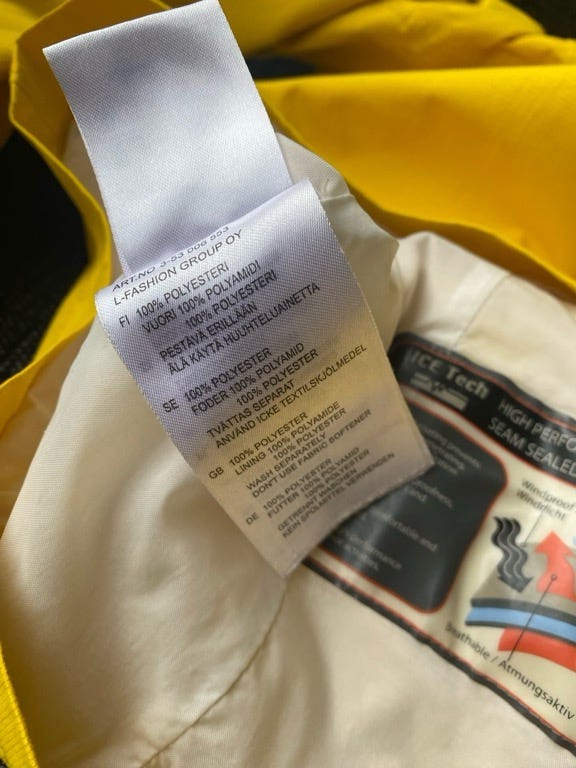 ART.NO 3-53 006 553
L-FASHION GROUP OY
FI 100% POLYESTERI
VUORI 100% POLYAMIDI
100% POLYESTERI
PESTÄVÄ ERILLÄÄN
ÄLÄ KÄYTÄ HUUHTELUAINETTA
SE 100% POLYESTER
FODER 100% POLYAMID
100% POLYESTER
TVÄTTAS SEPARAT
ANVÄND ICKE TEXTILSKÖLJMEDEL
GB 100% POLYESTER
LINING 100% POLYAMIDE
100% POLYESTER
WASH SEPARATELY
DON'T USE FABRIC SOFTENER
DE 100% POLYESTER
FUTTER 100% POLYAMID
100% POLYESTER
GETRENNT WASCHEN
KEIN SPÜLMITTEL VERWENDEN
ICE Tech
HIGH PERFO
SEAM SEALED
Windproof
Winddicht
and
Breathable / Atmungsaktiv